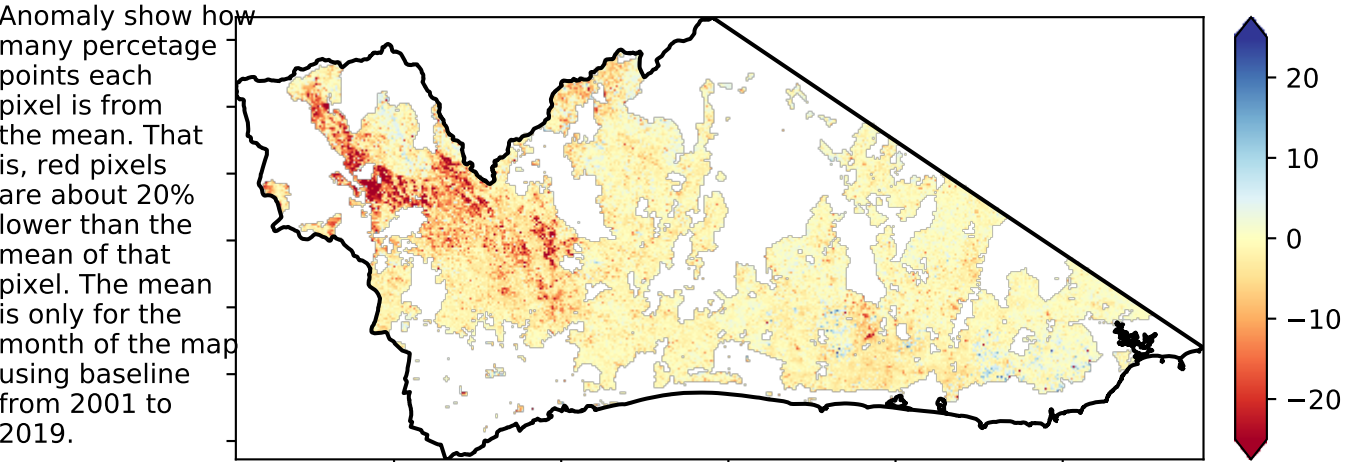 Anomaly show how
many percetage
points each
pixel is from
the mean. That
is, red pixels
are about 20%
lower than the
mean of that
pixel. The mean
is only for the
month of the map
using baseline
from 2001 to
2019.
20
10
0
−10
−20